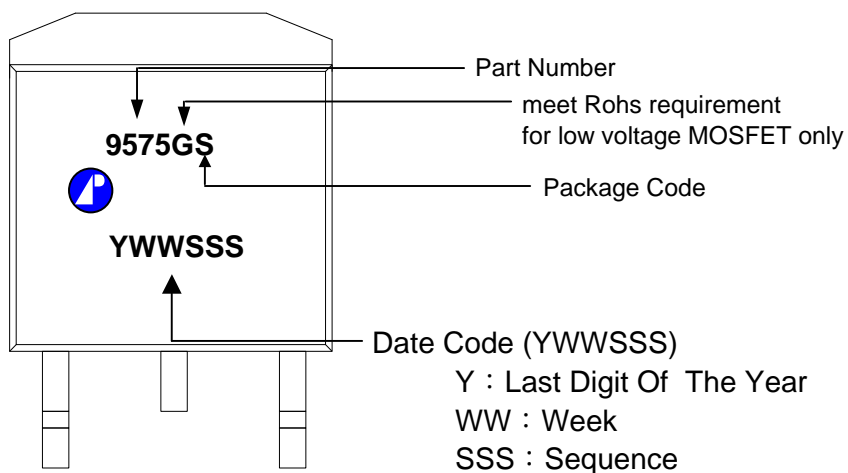 Part Number
meet Rohs requirement
for low voltage MOSFET only
9575GS
Package Code
YWWSSS
Date Code (YWWSSS)
Y：Last Digit Of The Year
WW：Week
SSS：Sequence